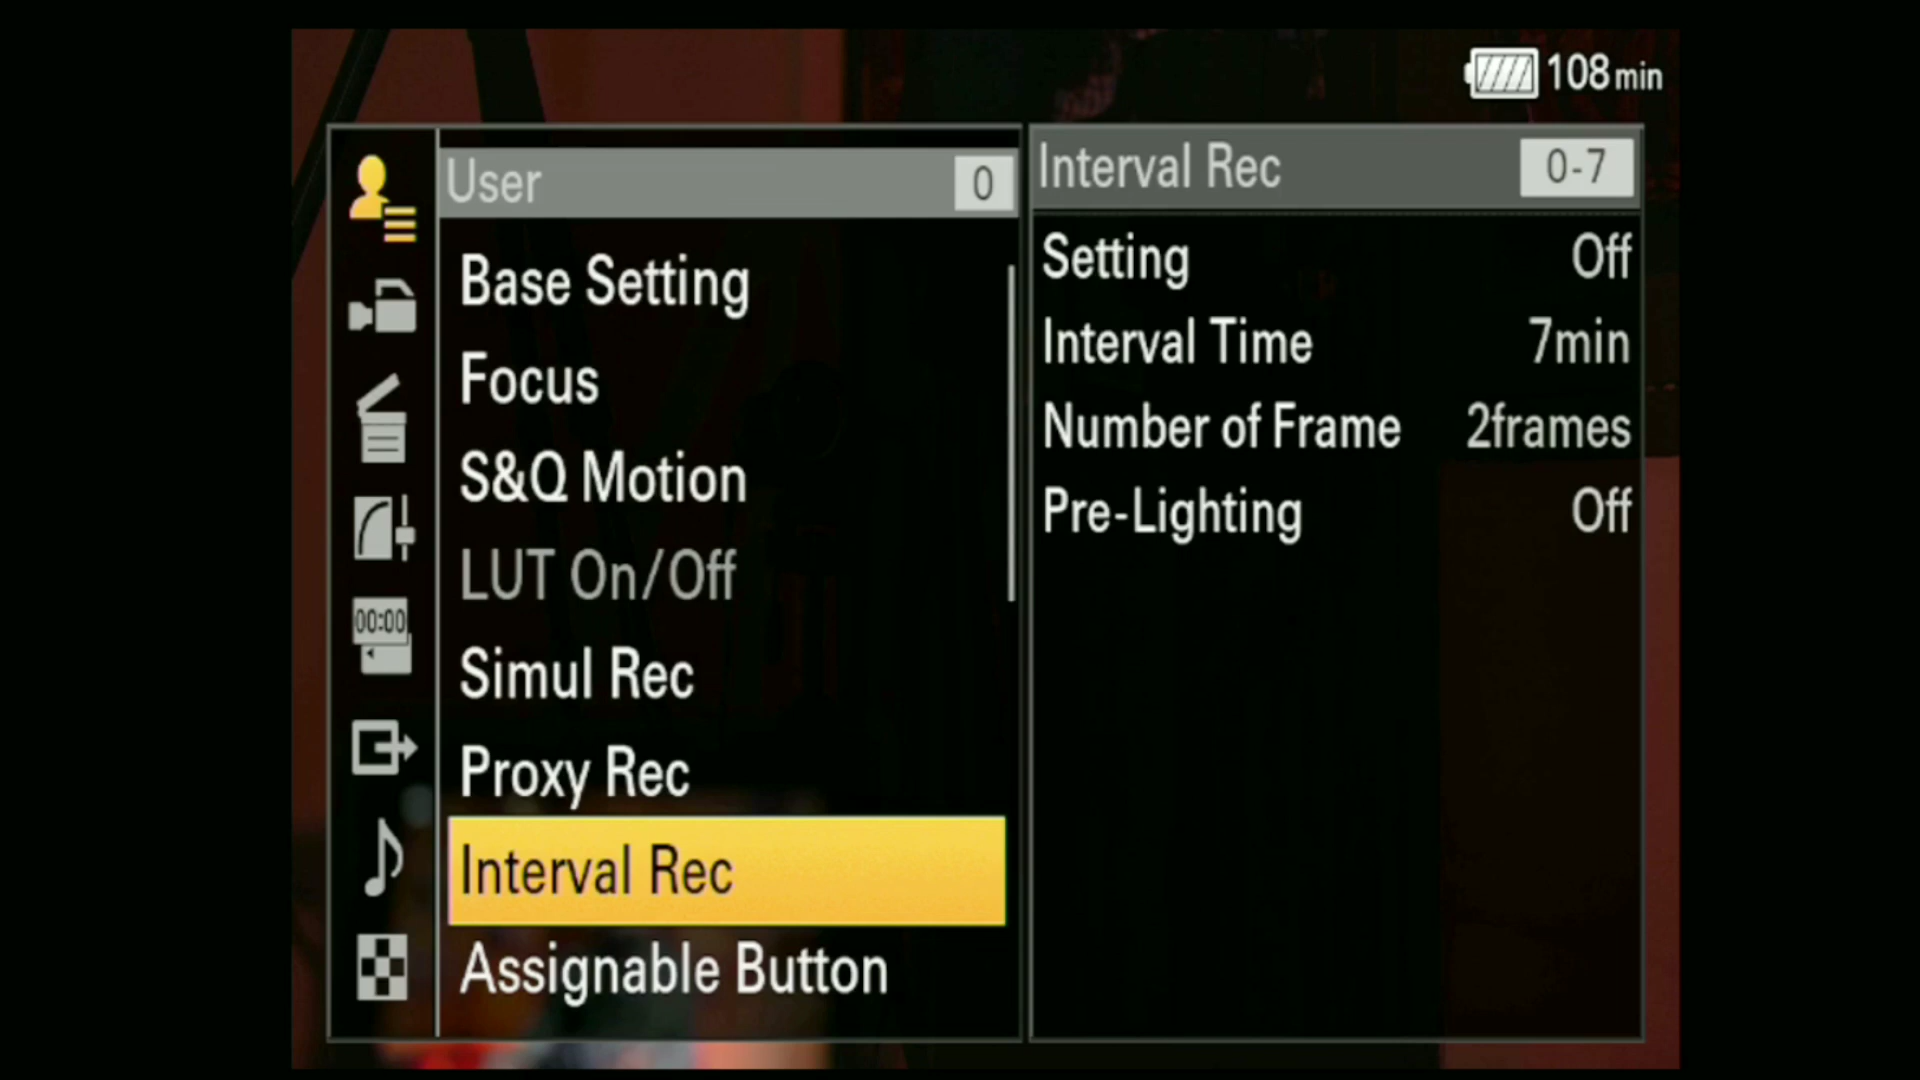 108min
User 0
Base Setting
Focus
S&Q Motion
LUT On/Off
Simul Rec
Proxy Rec
Interval Rec
Assignable Button
Interval Rec 0-7
Setting Off
Interval Time 7min
Number of Frame 2frames
Pre-Lighting Off
00:00